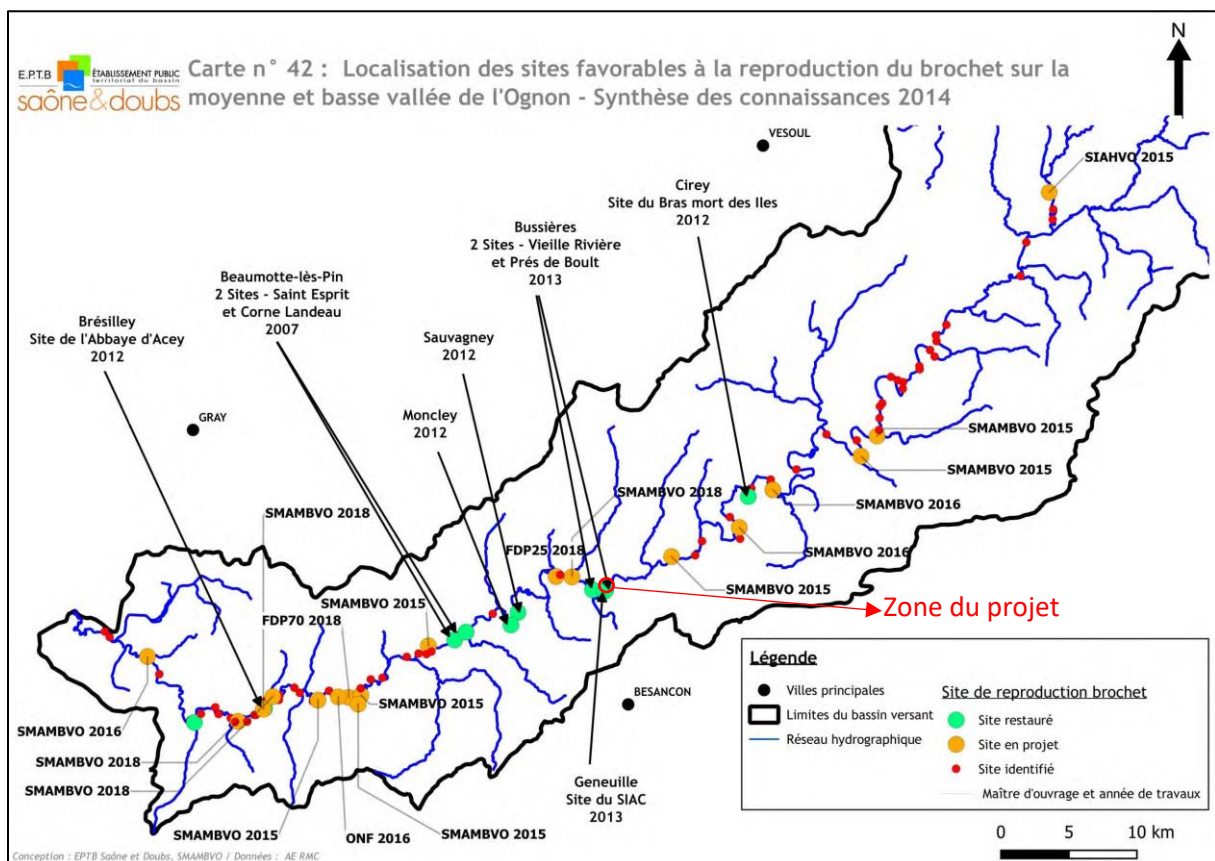 E.P.T.B
ÉTABLISSEMENT PUBLIC
territorial du bassin
saône&doubs
Carte n° 42 : Localisation des sites favorables à la reproduction du brochet sur la
moyenne et basse vallée de l'Ognon - Synthèse des connaissances 2014
N
VESOUL
SIAHVO 2015
Cirey
Site du Bras mort des Iles
2012
Bussières
2 Sites - Vieille Rivière
et Prés de Boult
2013
Beaumotte-lès-Pin
2 Sites - Saint Esprit
et Corne Landeau
2007
Brésilley
Site de l'Abbaye d'Acey
2012
Sauvagney
2012
Moncley
2012
GRAY
SMAMBVO 2015
SMAMBVO 2015
SMAMBVO 2018
SMAMBVO 2016
SMAMBVO 2018
FDP25 2018
SMAMBVO 2016
SMAMBVO 2015
SMAMBVO 2015
FDP70 2018
Zone du projet
BESANCON
SMAMBVO 2015
SMAMBVO 2016
SMAMBVO 2018
SMAMBVO 2018
SMAMBVO 2015
ONF 2016
SMAMBVO 2015
Geneuille
Site du SIAC
2013
Légende
Villes principales
Limites du bassin versant
Réseau hydrographique
Site de reproduction brochet
Site restauré
Site en projet
Site identifié
Maître d'ouvrage et année de travaux
0 5 10 km
Conception : EPTB Saône et Doubs, SMAMBVO / Données : AE RMC